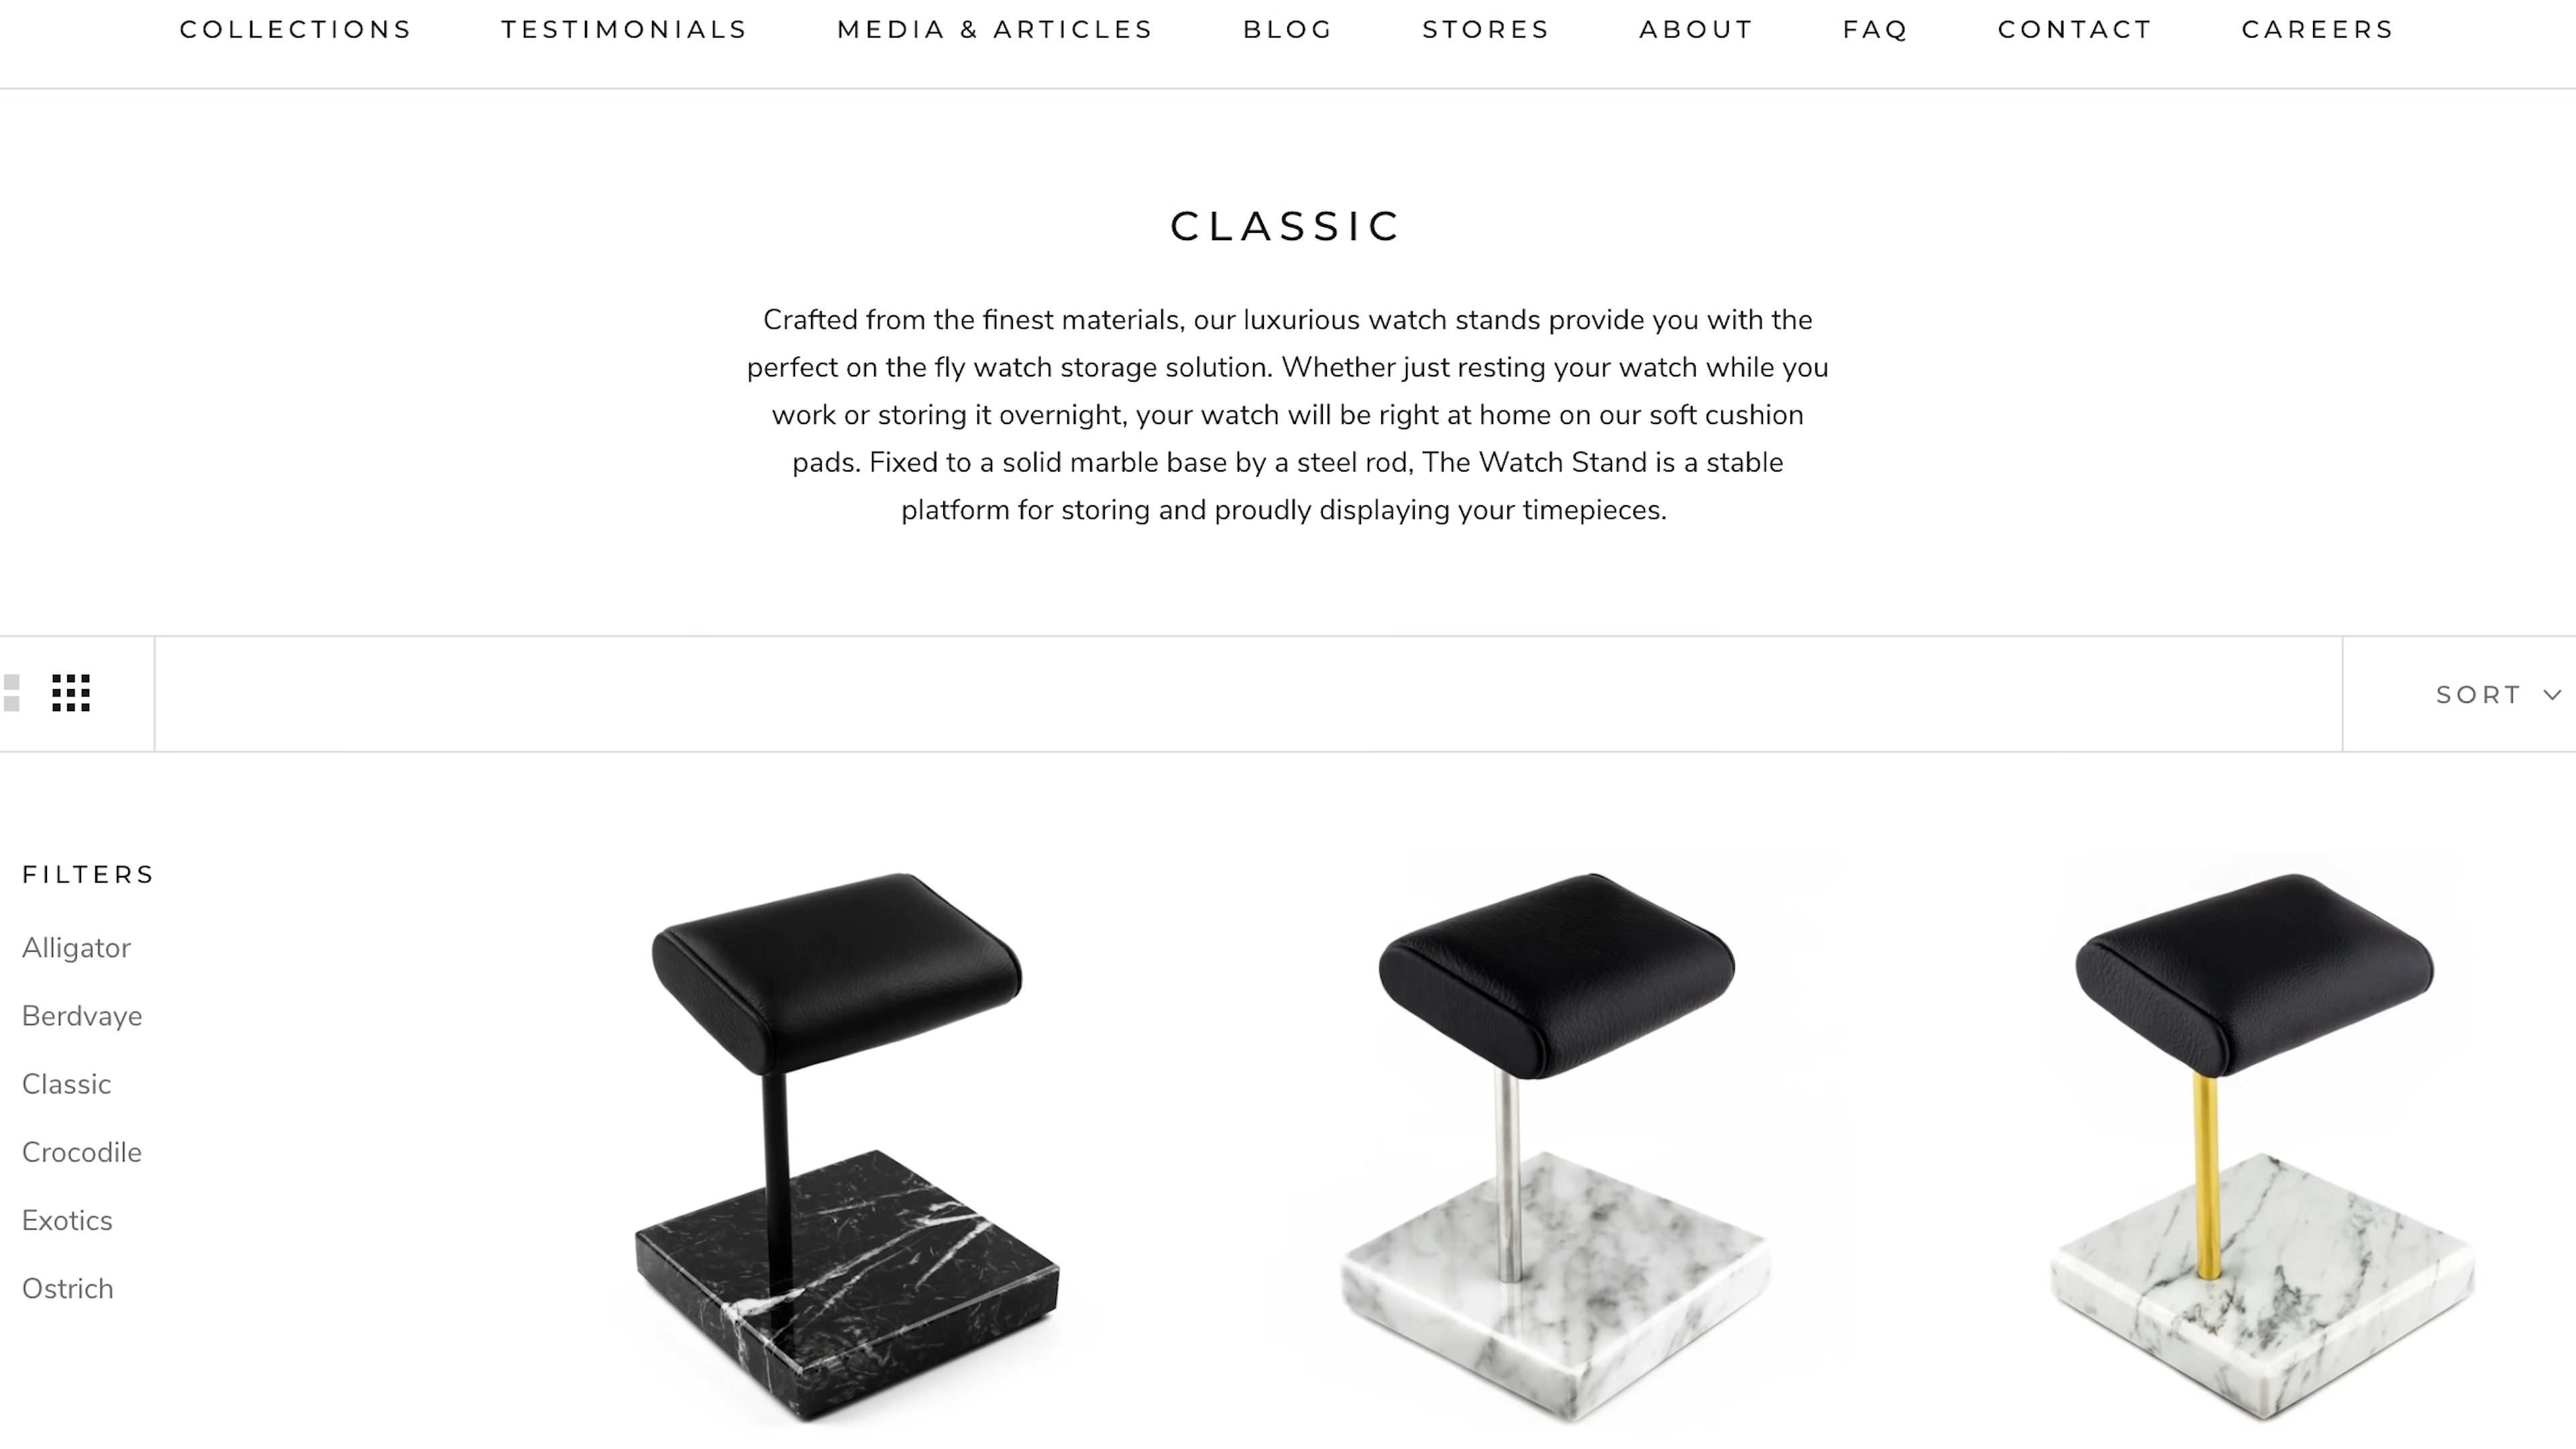 COLLECTIONS TESTIMONIALS MEDIA & ARTICLES BLOG STORES ABOUT FAQ CONTACT CAREERS
CLASSIC
Crafted from the finest materials, our luxurious watch stands provide you with the
perfect on the fly watch storage solution. Whether just resting your watch while you
work or storing it overnight, your watch will be right at home on our soft cushion
pads. Fixed to a solid marble base by a steel rod, The Watch Stand is a stable
platform for storing and proudly displaying your timepieces.
SORT
FILTERS
Alligator
Berdvaye
Classic
Crocodile
Exotics
Ostrich